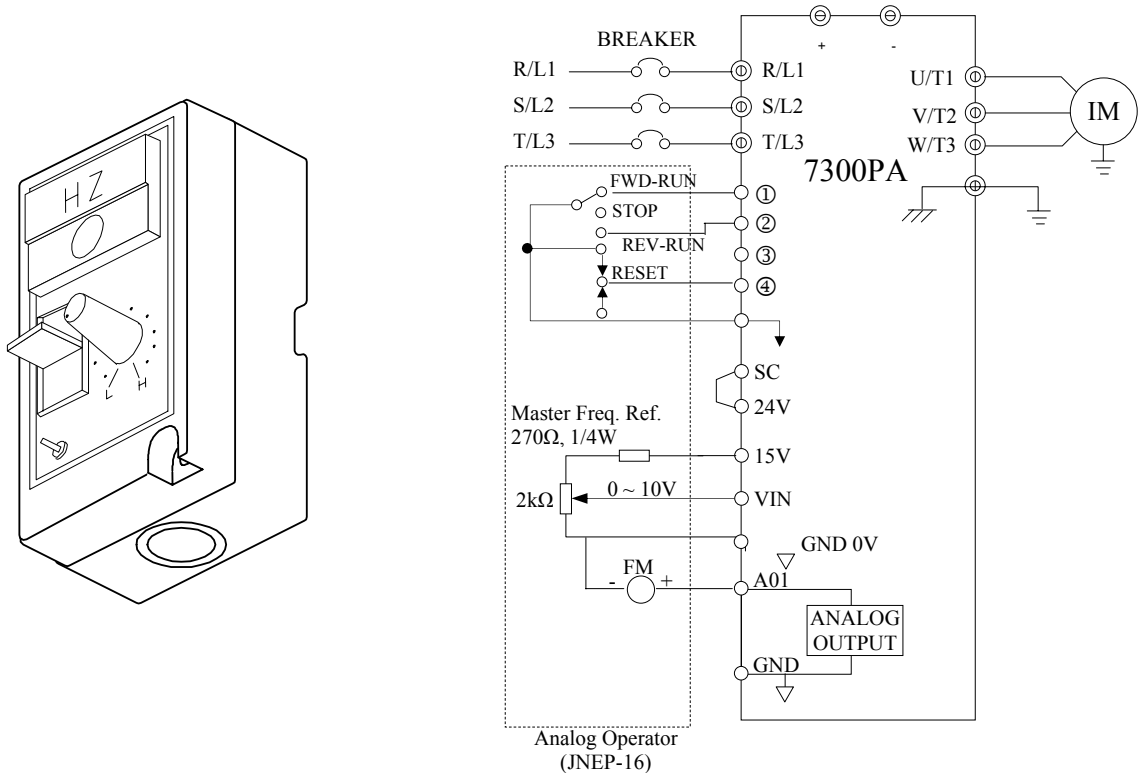 HZ
L H
BREAKER
R/L1
S/L2
T/L3
R/L1
S/L2
T/L3
+ -
U/T1
V/T2
W/T3
IM
7300PA
FWD-RUN
STOP
REV-RUN
RESET
①
②
③
④
SC
24V
Master Freq. Ref.
270Ω, 1/4W
15V
2kΩ
0 ~ 10V
VIN
GND 0V
FM
- +
A01
ANALOG
OUTPUT
GND
Analog Operator
(JNEP-16)